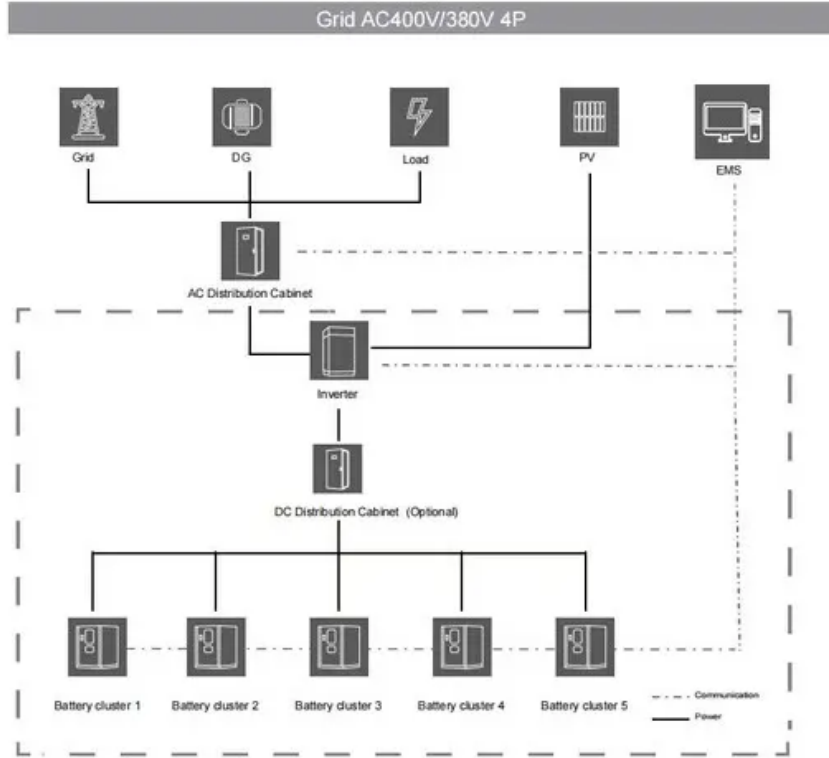 Grid AC400V/380V 4P
Grid
DG
Load
PV
EMS
AC Distribution Cabinet
Inverter
DC Distribution Cabinet (Optional)
Battery cluster 1
Battery cluster 2
Battery cluster 3
Battery cluster 4
Battery cluster 5
Communication
Power